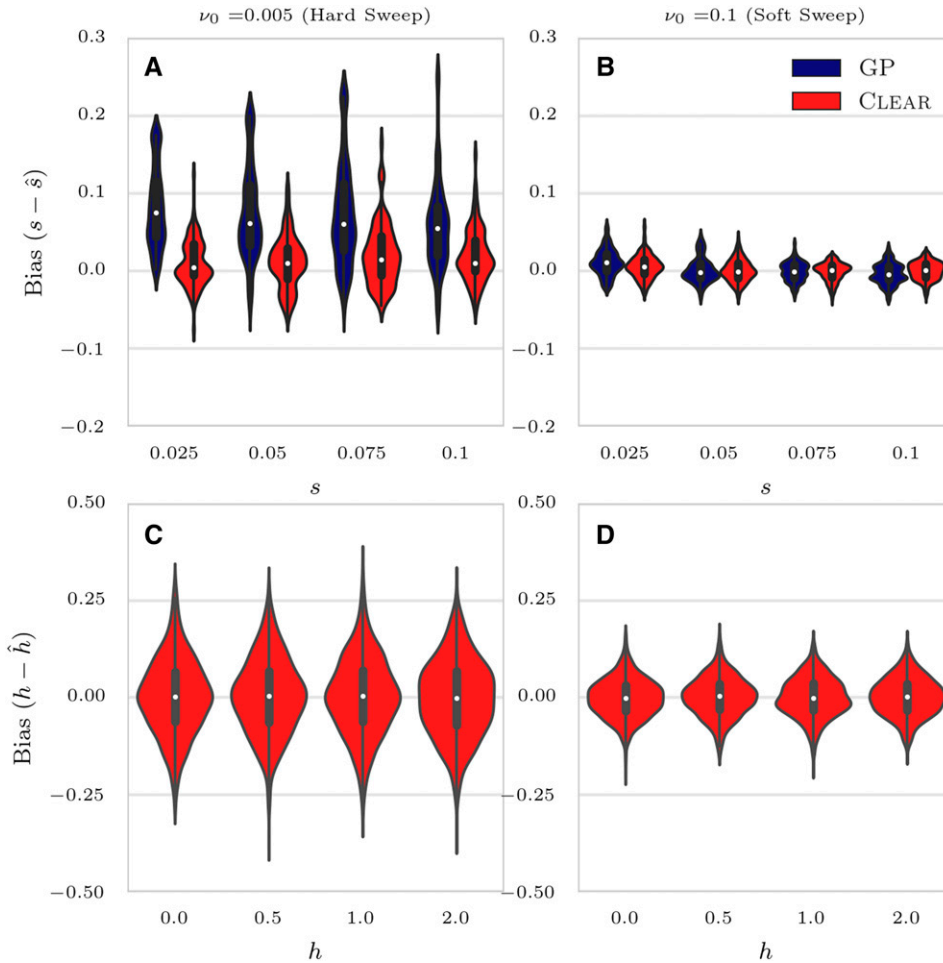 ν0 =0.005 (Hard Sweep)
ν0 =0.1 (Soft Sweep)
A
0.3
0.2
0.1
0.0
−0.1
−0.2
Bias (s − ŝ)
0.025 0.05 0.075 0.1
s
B
GP
CLEAR
0.3
0.2
0.1
0.0
−0.1
−0.2
0.025 0.05 0.075 0.1
s
C
0.50
0.25
0.00
−0.25
−0.50
Bias (h − ĥ)
0.0 0.5 1.0 2.0
h
D
0.50
0.25
0.00
−0.25
−0.50
0.0 0.5 1.0 2.0
h